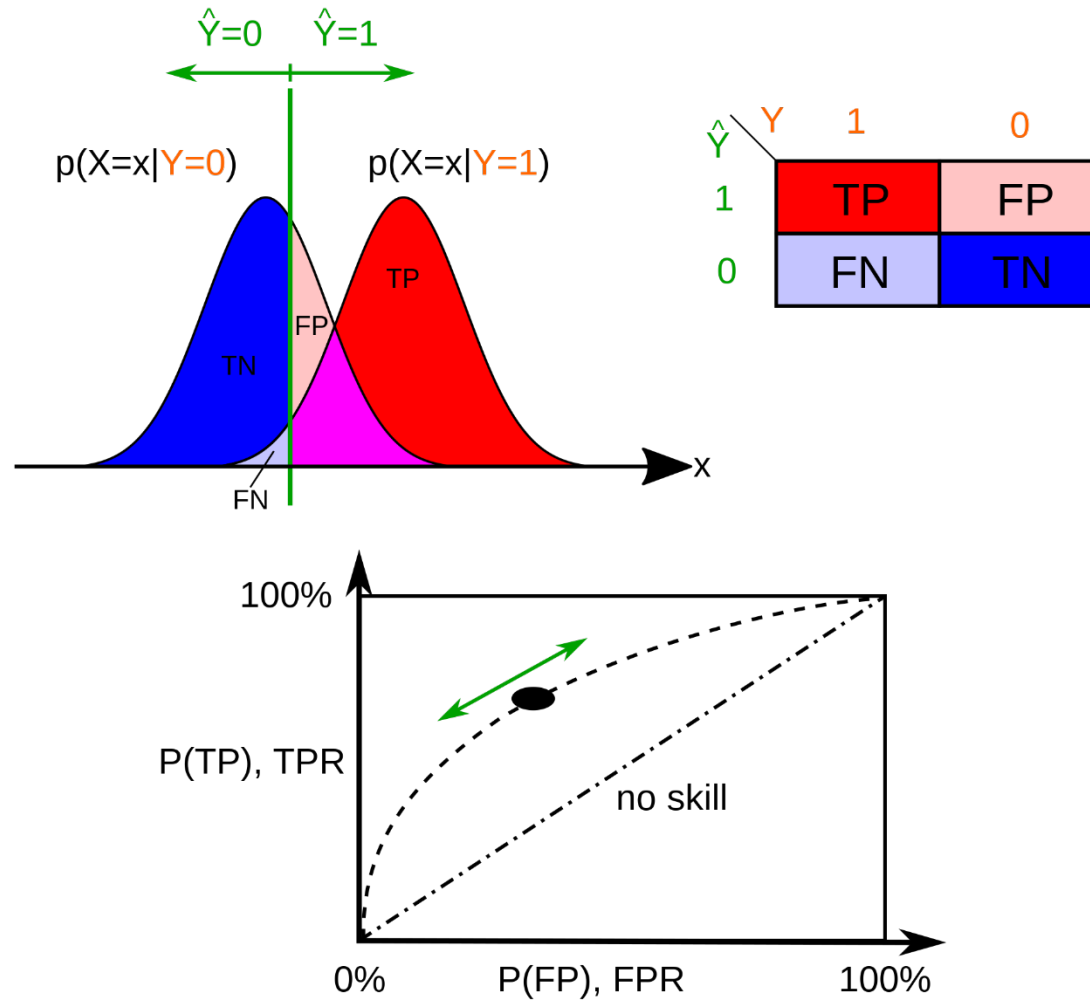 Ŷ=0 Ŷ=1
p(X=x|Y=0) p(X=x|Y=1)
TP
FP
TN
FN
x
Y 1 0
Ŷ
1 TP FP
0 FN TN
100%
P(TP), TPR
no skill
0% P(FP), FPR 100%